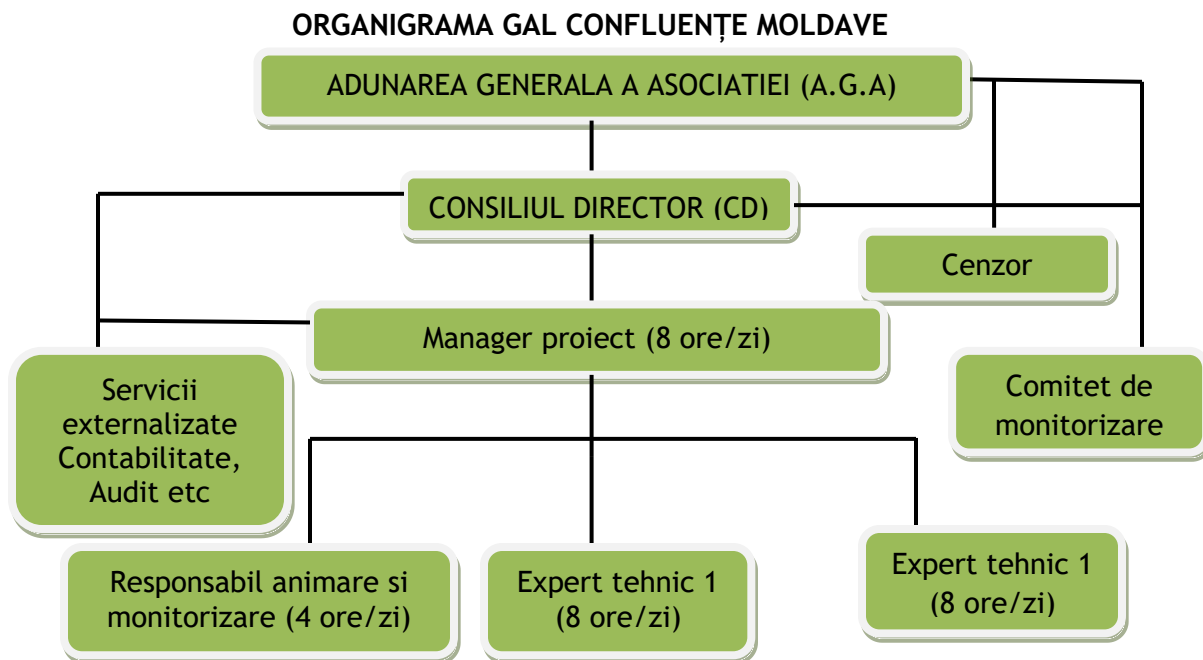 ORGANIGRAMA GAL CONFLUENȚE MOLDAVE
ADUNAREA GENERALA A ASOCIATIEI (A.G.A)
CONSILIUL DIRECTOR (CD)
Cenzor
Manager proiect (8 ore/zi)
Servicii
externalizate
Contabilitate,
Audit etc
Comitet de
monitorizare
Responsabil animare si
monitorizare (4 ore/zi)
Expert tehnic 1
(8 ore/zi)
Expert tehnic 1
(8 ore/zi)